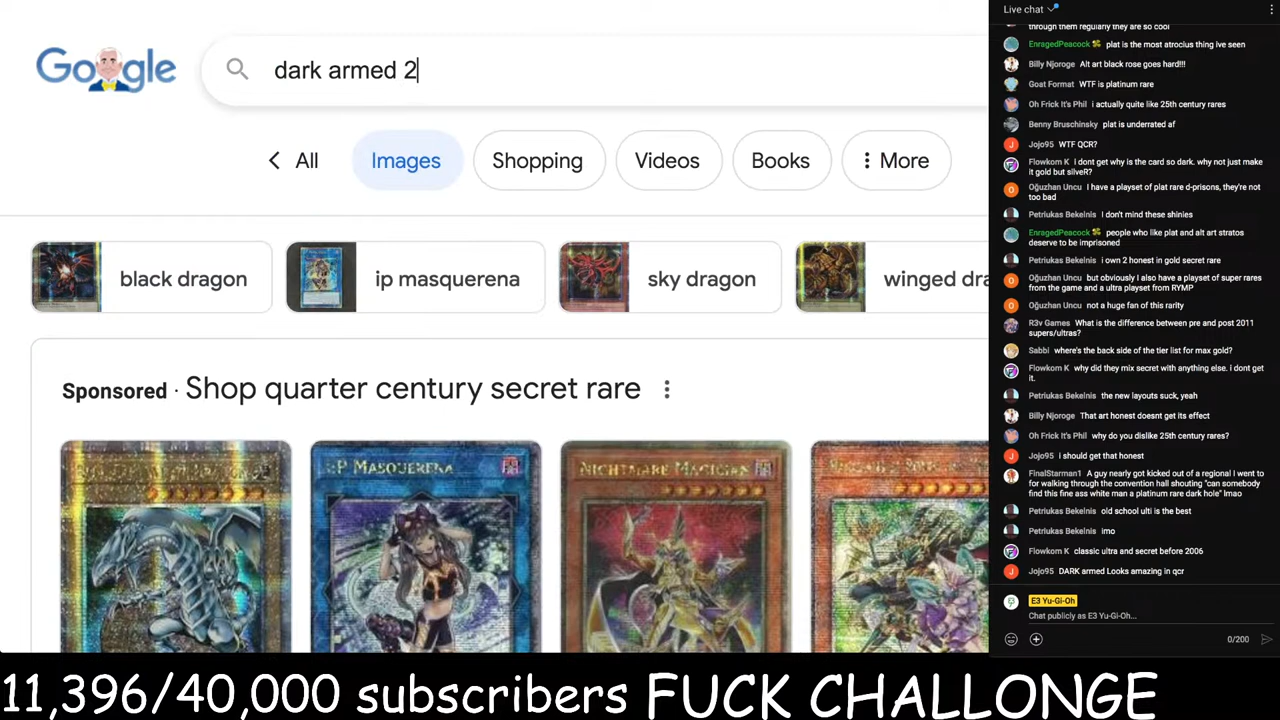 Google
dark armed 2
All
Images
Shopping
Videos
Books
More
black dragon
ip masquerena
sky dragon
winged dra
Sponsored · Shop quarter century secret rare
I:P MASQUERENA
NIGHTMARE MAGICIAN
Live chat
through them regularly they are so cool
EnragedPeacock plat is the most atrocius thing ive seen
Billy Njoroge Alt art black rose goes hard!!!
Goat Format WTF is platinum rare
Oh Frick It's Phil i actually quite like 25th century rares
Benny Bruschinsky plat is underrated af
Jojo95 WTF QCR?
Flowkom K I dont get why is the card so dark. why not just make
it gold but silveR?
Oğuzhan Uncu I have a playset of plat rare d-prisons, they're not
too bad
Petriukas Bekelnis I don't mind these shinies
EnragedPeacock people who like plat and alt art stratos
deserve to be imprisoned
Petriukas Bekelnis i own 2 honest in gold secret rare
Oğuzhan Uncu but obviously I also have a playset of super rares
from the game and a ultra playset from RYMP
Oğuzhan Uncu not a huge fan of this rarity
R3v Games What is the difference between pre and post 2011
supers/ultras?
Sabbi where's the back side of the tier list for max gold?
Flowkom K why did they mix secret with anything else. i dont get
it.
Petriukas Bekelnis the new layouts suck, yeah
Billy Njoroge That art honest doesnt get its effect
Oh Frick It's Phil why do you dislike 25th century rares?
Jojo95 i should get that honest
FinalStarman1 A guy nearly got kicked out of a regional I went to
for walking through the convention hall shouting "can somebody
find this fine ass white man a platinum rare dark hole" lmao
Petriukas Bekelnis old school ulti is the best
Petriukas Bekelnis imo
Flowkom K classic ultra and secret before 2006
Jojo95 DARK armed Looks amazing in qcr
E3 Yu-Gi-Oh
Chat publicly as E3 Yu-Gi-Oh...
0/200
11,396/40,000 subscribers FUCK CHALLONGE